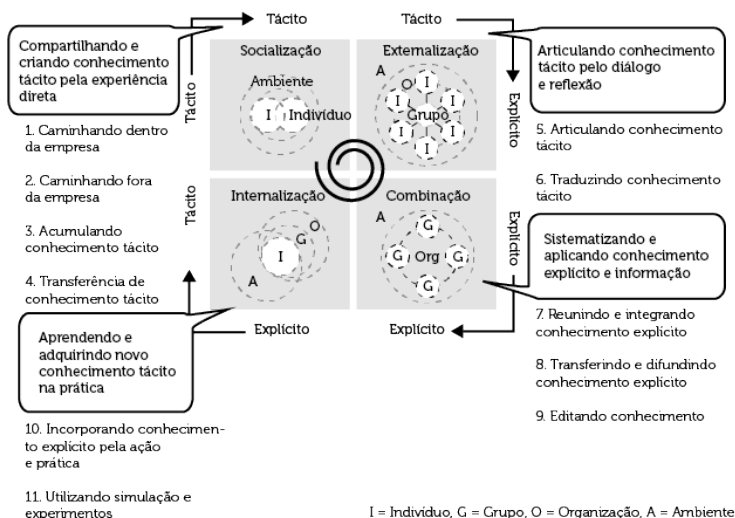 Tácito
Tácito
Compartilhando e
criando conhecimento
tácito pela experiência
direta
Tácito
Socialização
Ambiente
I
Indivíduo
Externalização
A
O
I
I
I
Grupo
I
I
I
Explícito
Articulando conhecimento
tácito pelo diálogo
e reflexão
1. Caminhando dentro
da empresa
2. Caminhando fora
da empresa
3. Acumulando
conhecimento tácito
4. Transferência de
conhecimento tácito
5. Articulando conhecimento
tácito
6. Traduzindo conhecimento
tácito
Tácito
Internalização
O
G
I
A
Combinação
A
G
G
Org
G
G
Explícito
Sistematizando e
aplicando conhecimento
explícito e informação
Explícito
Explícito
Aprendendo e
adquirindo novo
conhecimento tácito
na prática
7. Reunindo e integrando
conhecimento explícito
8. Transferindo e difundindo
conhecimento explícito
9. Editando conhecimento
10. Incorporando conhecimen-
to explícito pela ação
e prática
11. Utilizando simulação e
experimentos
I = Indivíduo, G = Grupo, O = Organização, A = Ambiente